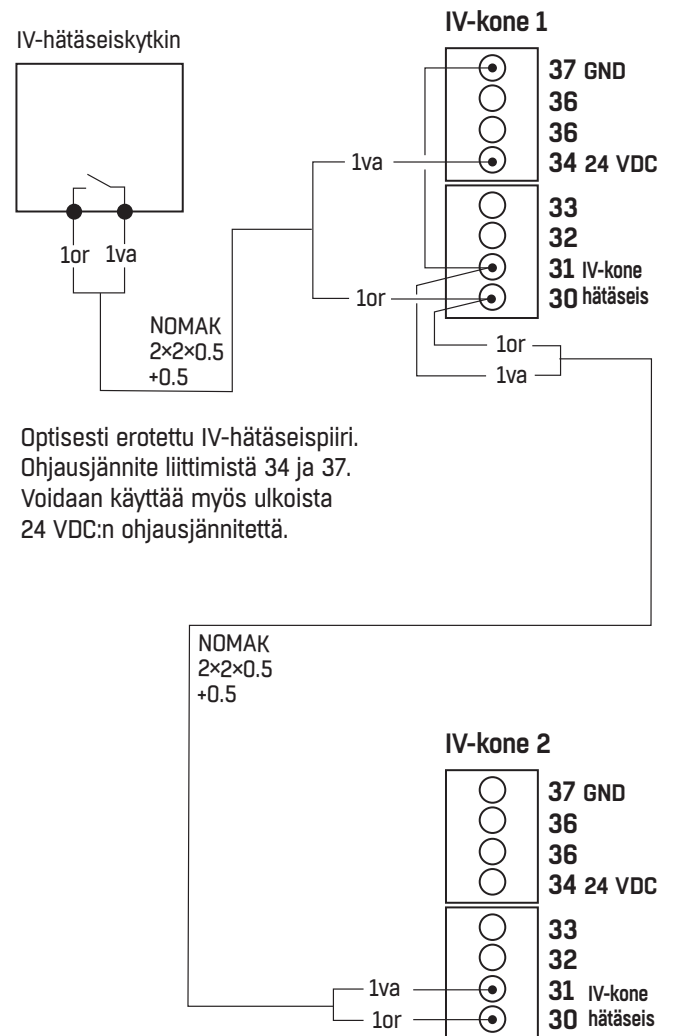 IV-hätäseiskytkin
1or 1va
NOMAK
2×2×0.5
+0.5
IV-kone 1
37 GND
36
36
1va
34 24 VDC
33
32
31 IV-kone
1or
30 hätäseis
1or
1va
Optisesti erotettu IV-hätäseispiiri.
Ohjausjännite liittimistä 34 ja 37.
Voidaan käyttää myös ulkoista
24 VDC:n ohjausjännitettä.
NOMAK
2×2×0.5
+0.5
IV-kone 2
37 GND
36
36
34 24 VDC
33
32
1va
31 IV-kone
1or
30 hätäseis